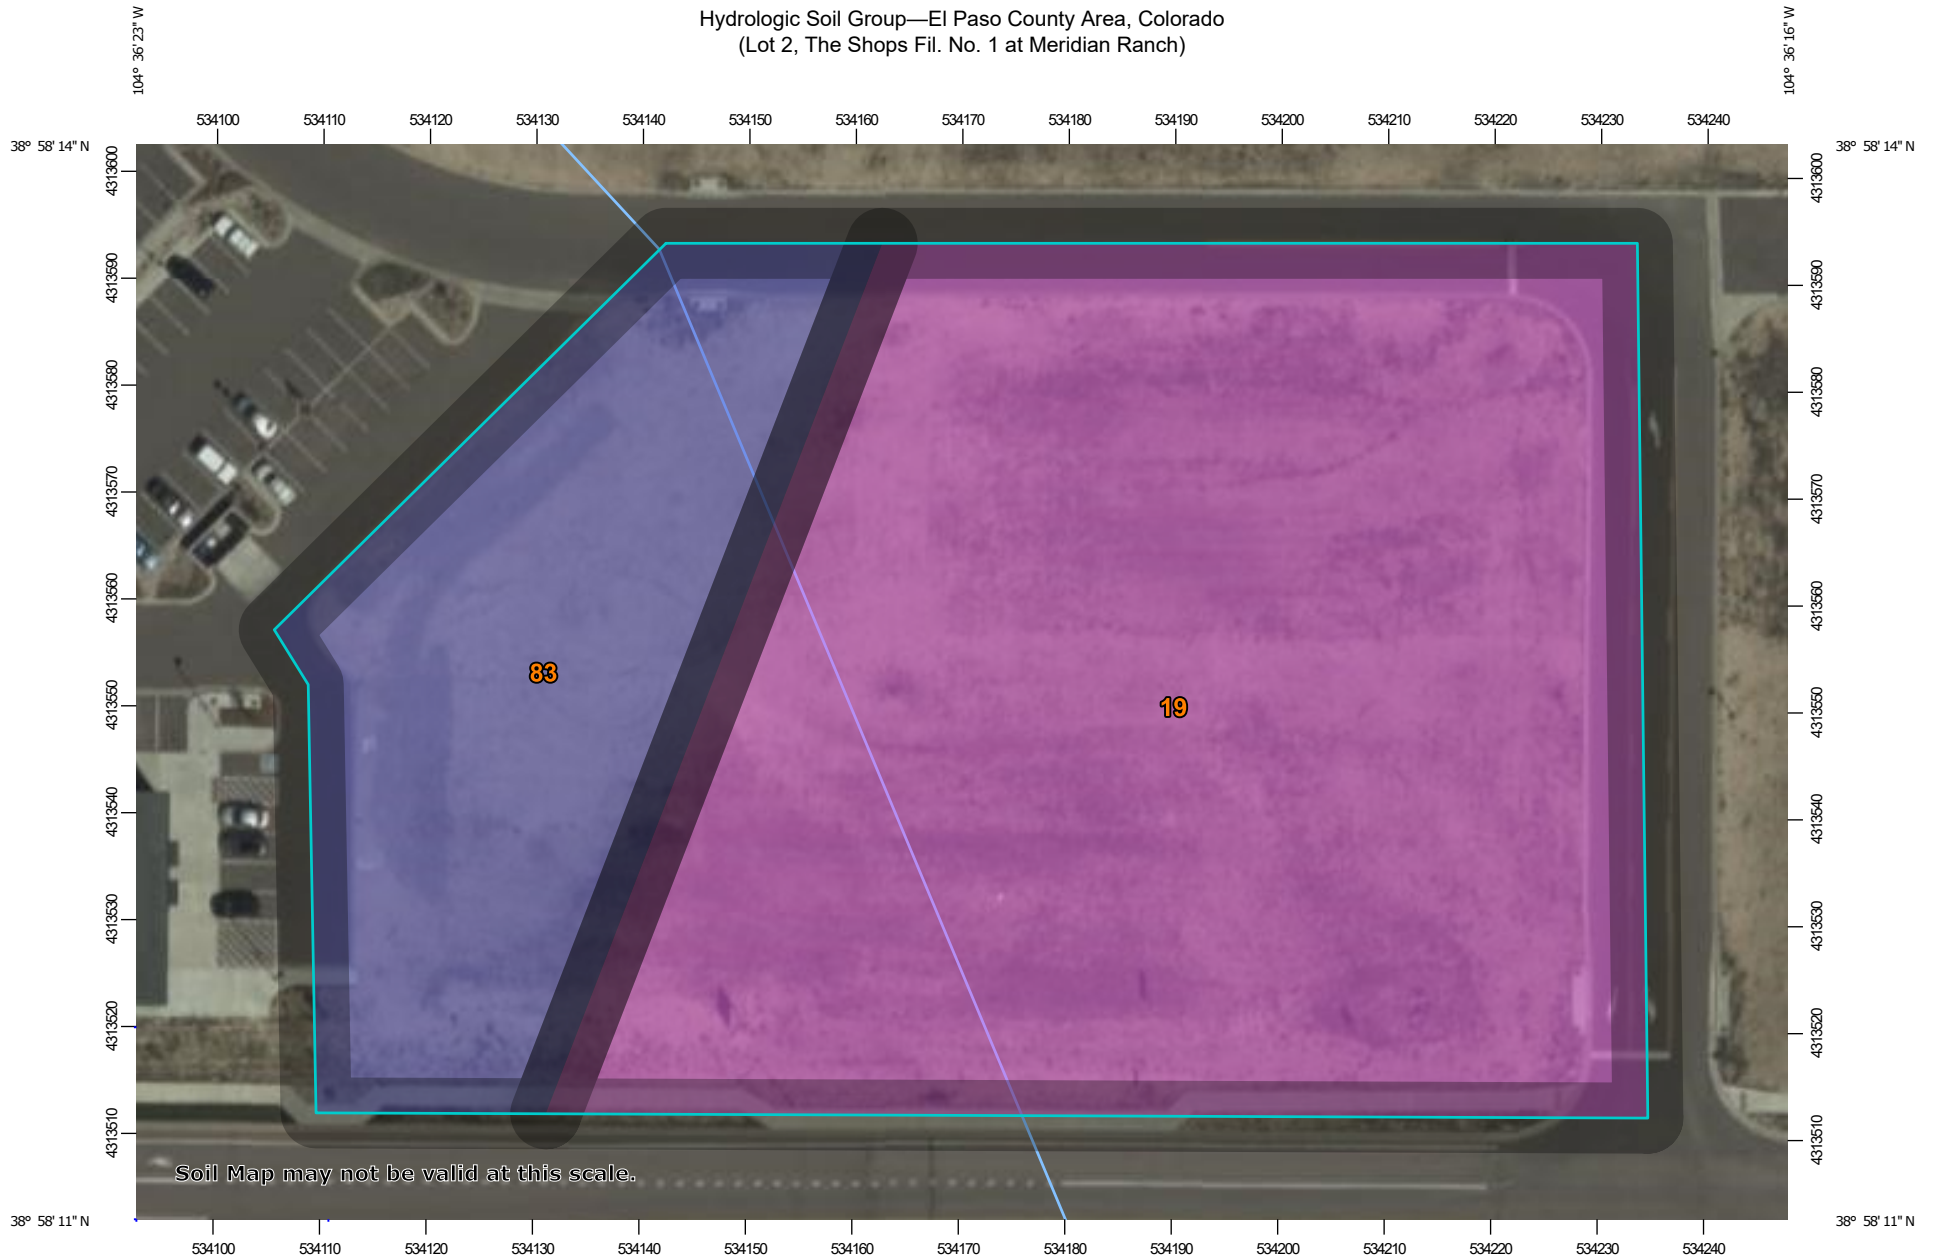 Hydrologic Soil Group—El Paso County Area, Colorado
(Lot 2, The Shops Fil. No. 1 at Meridian Ranch)
104° 36' 23" W
104° 36' 16" W
534100 534110 534120 534130 534140 534150 534160 534170 534180 534190 534200 534210 534220 534230 534240
38° 58' 14" N
38° 58' 14" N
4313600
4313590
4313580
4313570
4313560
4313550
4313540
4313530
4313520
4313510
83
19
4313600
4313590
4313580
4313570
4313560
4313550
4313540
4313530
4313520
4313510
Soil Map may not be valid at this scale.
38° 58' 11" N
38° 58' 11" N
534100 534110 534120 534130 534140 534150 534160 534170 534180 534190 534200 534210 534220 534230 534240